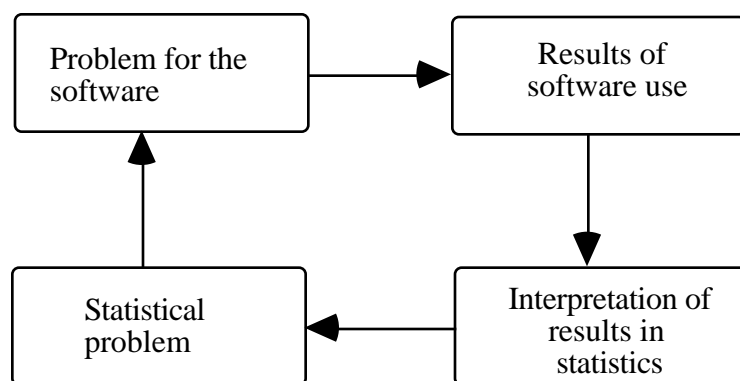 Problem for the
software
Results of
software use
Statistical
problem
Interpretation of
results in
statistics